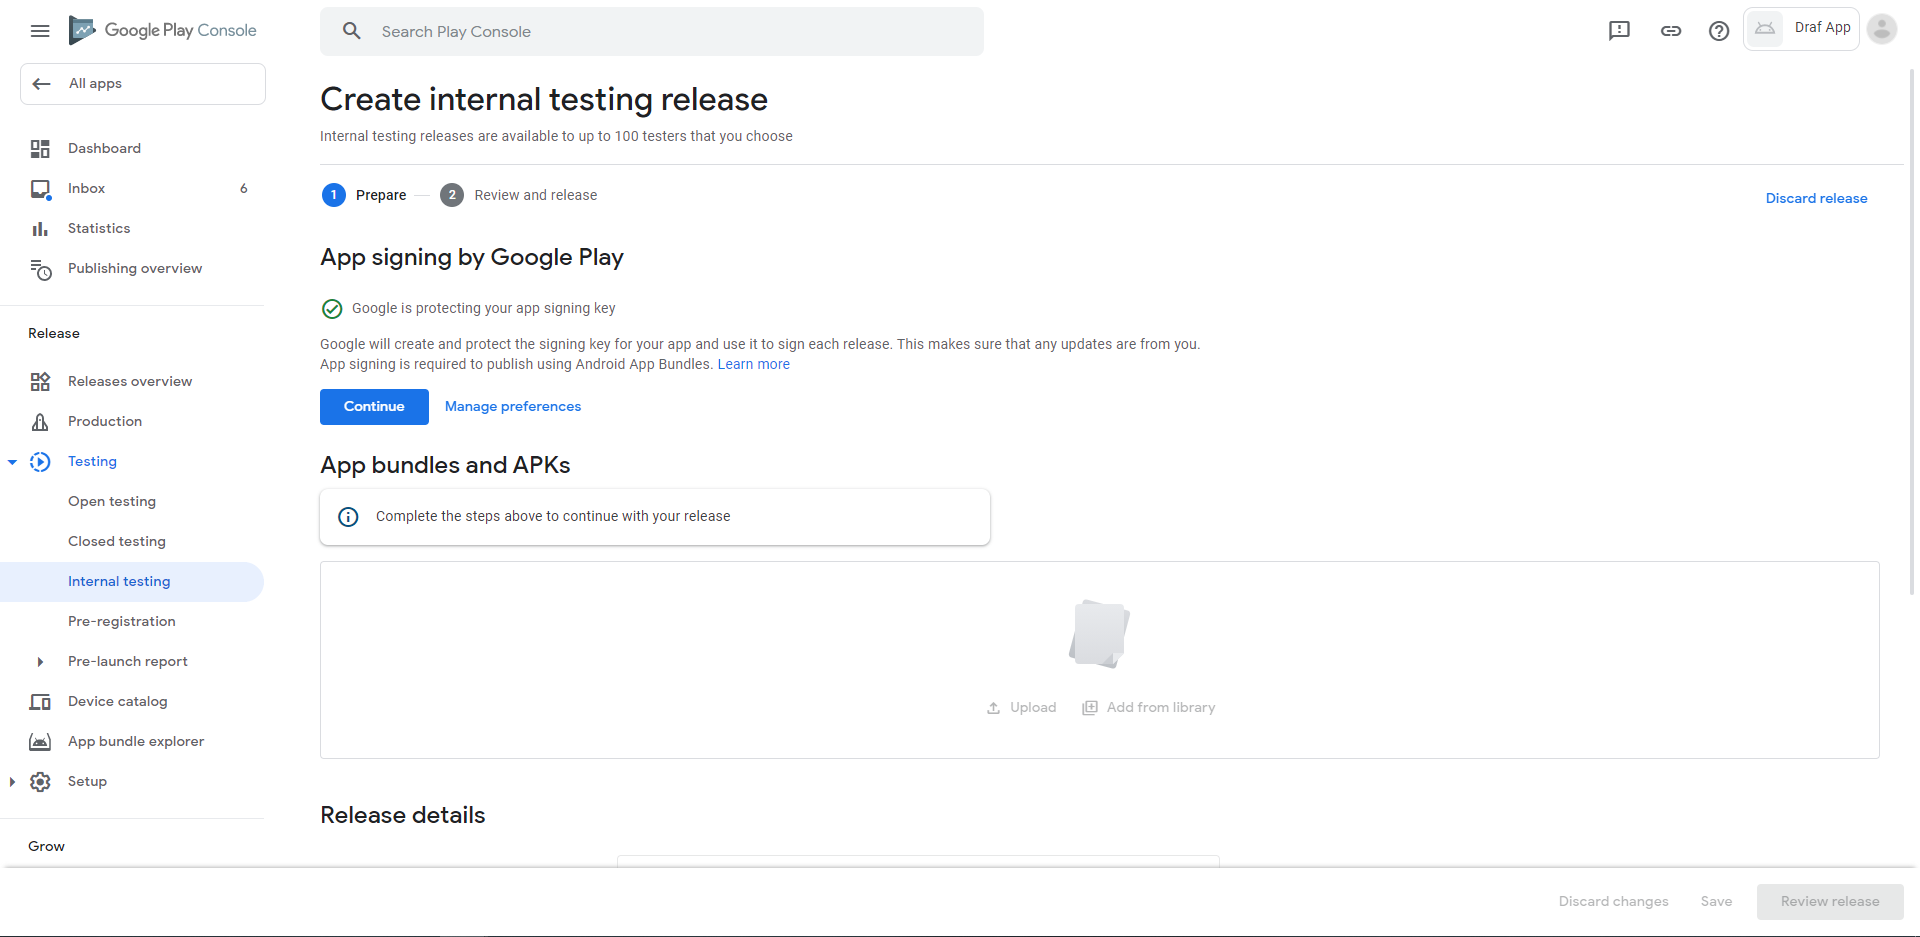 Google Play Console
Search Play Console
Draf App
All apps
Dashboard
Inbox 6
Statistics
Publishing overview
Release
Releases overview
Production
Testing
Open testing
Closed testing
Internal testing
Pre-registration
Pre-launch report
Device catalog
App bundle explorer
Setup
Grow
Create internal testing release
Internal testing releases are available to up to 100 testers that you choose
1 Prepare 2 Review and release
Discard release
App signing by Google Play
Google is protecting your app signing key
Google will create and protect the signing key for your app and use it to sign each release. This makes sure that any updates are from you.
App signing is required to publish using Android App Bundles. Learn more
Continue Manage preferences
App bundles and APKs
Complete the steps above to continue with your release
Upload Add from library
Release details
Discard changes Save Review release